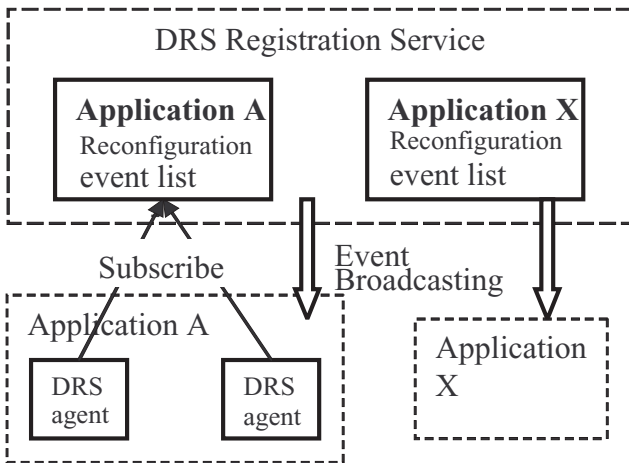 DRS Registration Service
Application A
Reconfiguration
event list
Application X
Reconfiguration
event list
Subscribe
Event
Broadcasting
Application A
DRS
agent
DRS
agent
Application
X